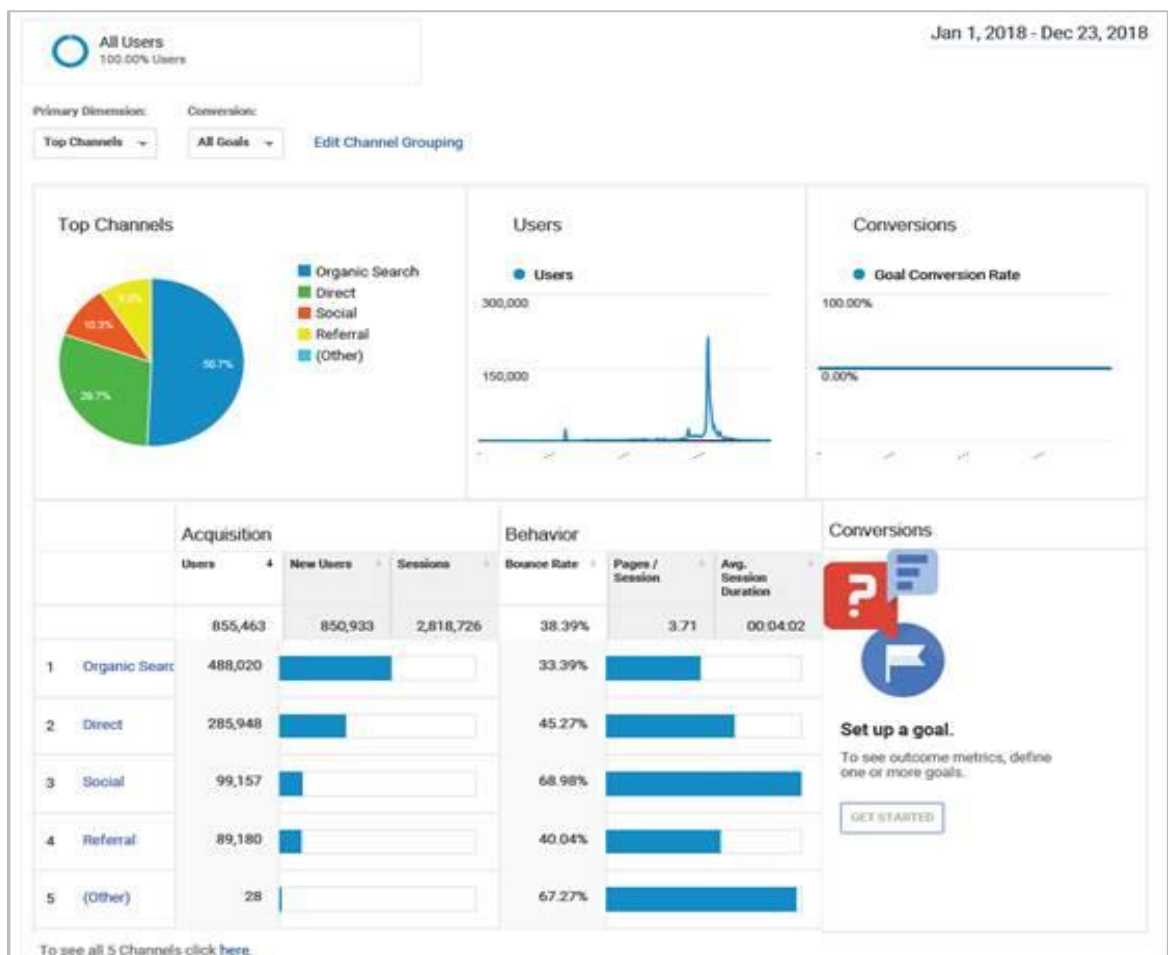 All Users
100.00% Users
Jan 1, 2018 - Dec 23, 2018
Primary Dimension:
Conversion:
Top Channels
All Goals
Edit Channel Grouping
Top Channels
Organic Search
Direct
Social
Referral
(Other)
50.7%
29.7%
10.3%
Users
Users
300,000
150,000
Conversions
Goal Conversion Rate
100.00%
0.00%
Acquisition
Behavior
Conversions
Users
New Users
Sessions
Bounce Rate
Pages /
Session
Avg.
Session
Duration
855,463
850,933
2,818,726
38.39%
3.71
00:04:02
1 Organic Searc 488,020 33.39%
2 Direct 285,948 45.27%
3 Social 99,157 68.98%
4 Referral 89,180 40.04%
5 (Other) 28 67.27%
?
Set up a goal.
To see outcome metrics, define
one or more goals.
GET STARTED
To see all 5 Channels click here.